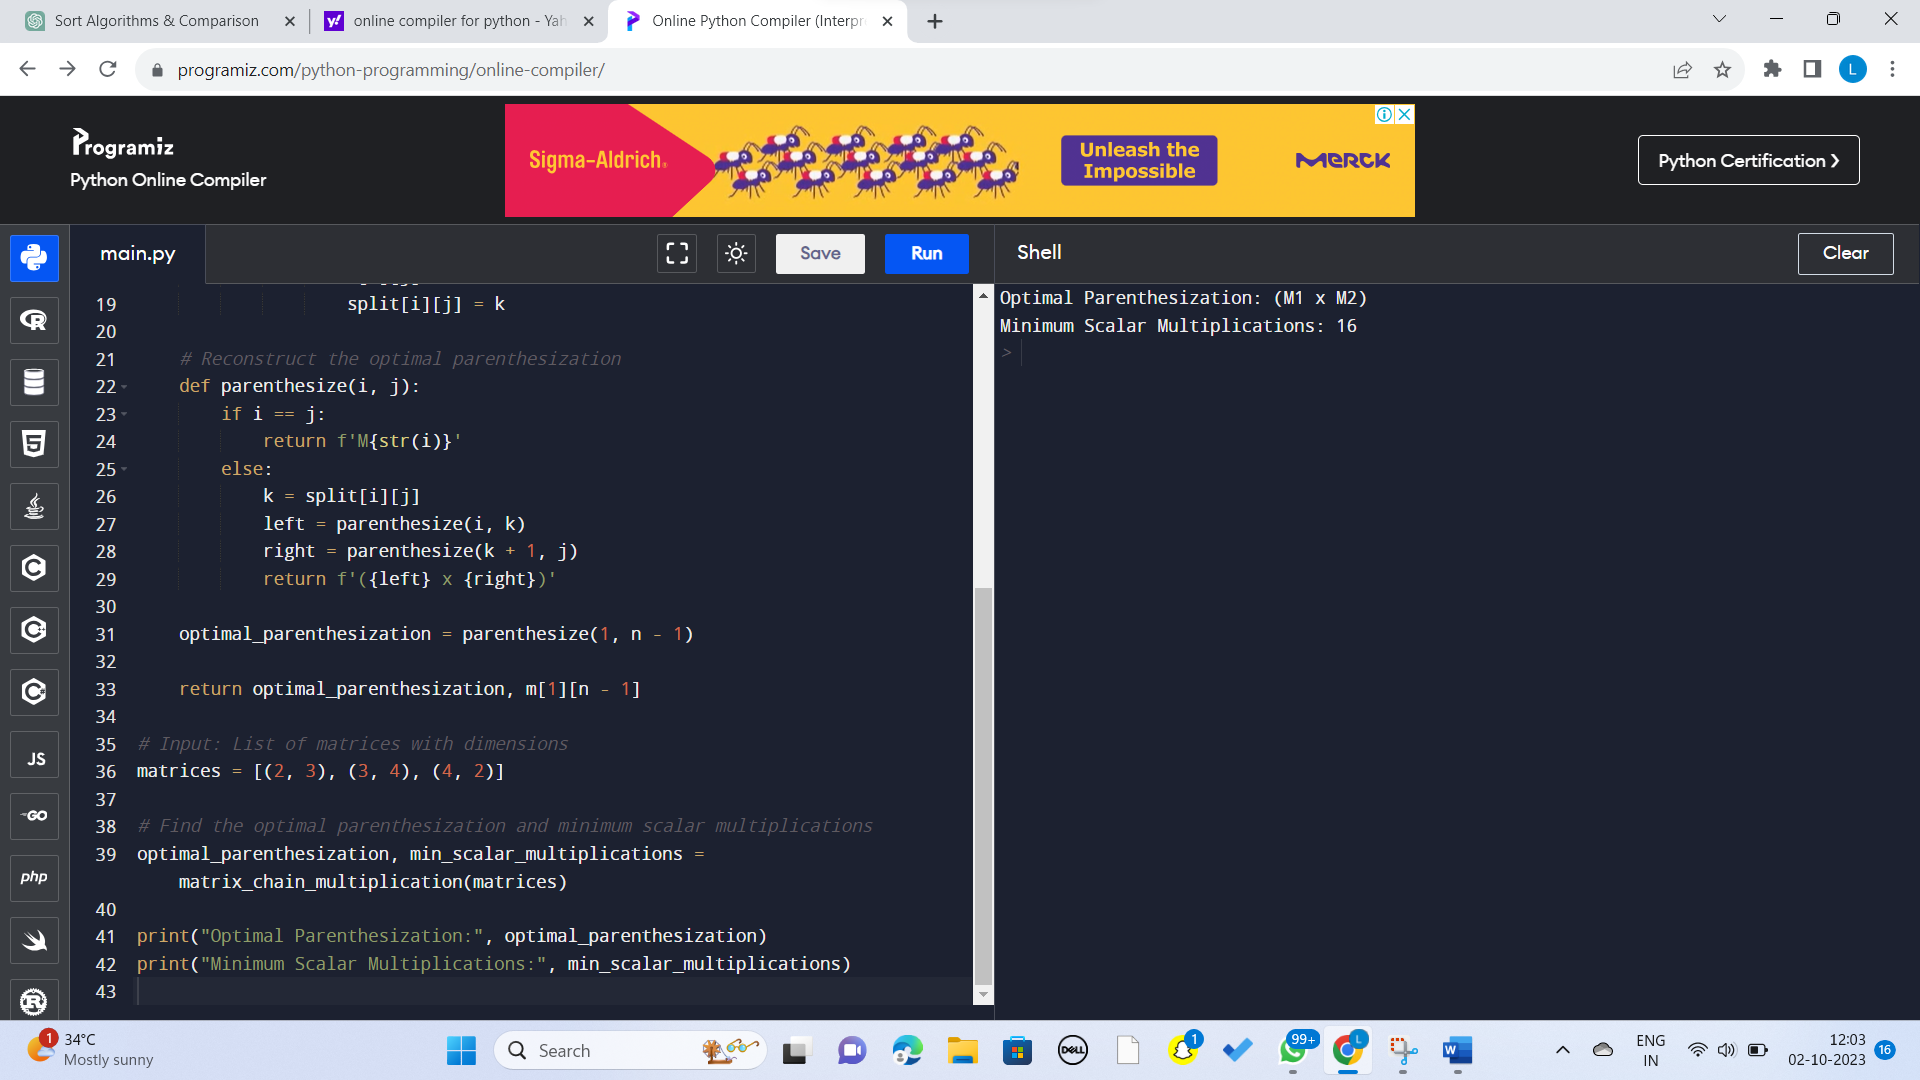 Sort Algorithms & Comparison
online compiler for python - Yah
Online Python Compiler (Interpr
programiz.com/python-programming/online-compiler/
L
Programiz
Python Online Compiler
Sigma-Aldrich®
Unleash the
Impossible
MERCK
Python Certification ❯
main.py
Save
Run
Shell
Clear
19 split[i][j] = k
20
21 # Reconstruct the optimal parenthesization
22 def parenthesize(i, j):
23 if i == j:
24 return f'M{str(i)}'
25 else:
26 k = split[i][j]
27 left = parenthesize(i, k)
28 right = parenthesize(k + 1, j)
29 return f'({left} x {right})'
30
31 optimal_parenthesization = parenthesize(1, n - 1)
32
33 return optimal_parenthesization, m[1][n - 1]
34
35 # Input: List of matrices with dimensions
36 matrices = [(2, 3), (3, 4), (4, 2)]
37
38 # Find the optimal parenthesization and minimum scalar multiplications
39 optimal_parenthesization, min_scalar_multiplications =
matrix_chain_multiplication(matrices)
40
41 print("Optimal Parenthesization:", optimal_parenthesization)
42 print("Minimum Scalar Multiplications:", min_scalar_multiplications)
43
Optimal Parenthesization: (M1 x M2)
Minimum Scalar Multiplications: 16
>
R
5
C
C
C
JS
GO
php
R
1
34°C
Mostly sunny
Search
DELL
1
99+
L
W
ENG
IN
12:03
02-10-2023
16